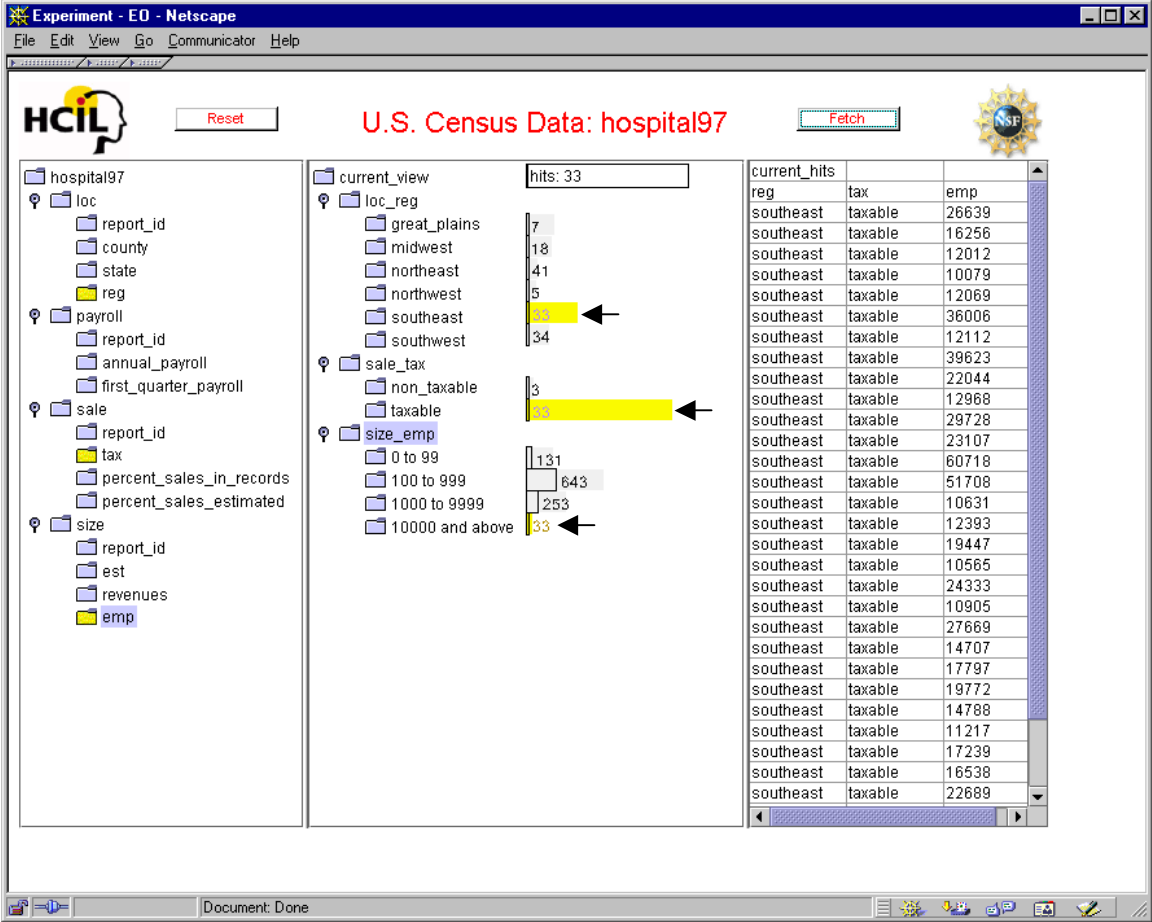 Experiment - EO - Netscape
File Edit View Go Communicator Help
HCIL
Reset
U.S. Census Data: hospital97
Fetch
NSF
hospital97
loc
report_id
county
state
reg
payroll
report_id
annual_payroll
first_quarter_payroll
sale
report_id
tax
percent_sales_in_records
percent_sales_estimated
size
report_id
est
revenues
emp
current_view
hits: 33
loc_reg
great_plains 7
midwest 18
northeast 41
northwest 5
southeast 33
southwest 34
sale_tax
non_taxable 3
taxable 33
size_emp
0 to 99 131
100 to 999 643
1000 to 9999 253
10000 and above 33
current_hits
reg tax emp
southeast taxable 26639
southeast taxable 16256
southeast taxable 12012
southeast taxable 10079
southeast taxable 12069
southeast taxable 36006
southeast taxable 12112
southeast taxable 39623
southeast taxable 22044
southeast taxable 12968
southeast taxable 29728
southeast taxable 23107
southeast taxable 60718
southeast taxable 51708
southeast taxable 10631
southeast taxable 12393
southeast taxable 19447
southeast taxable 10565
southeast taxable 24333
southeast taxable 10905
southeast taxable 27669
southeast taxable 14707
southeast taxable 17797
southeast taxable 19772
southeast taxable 14788
southeast taxable 11217
southeast taxable 17239
southeast taxable 16538
southeast taxable 22689
Document: Done